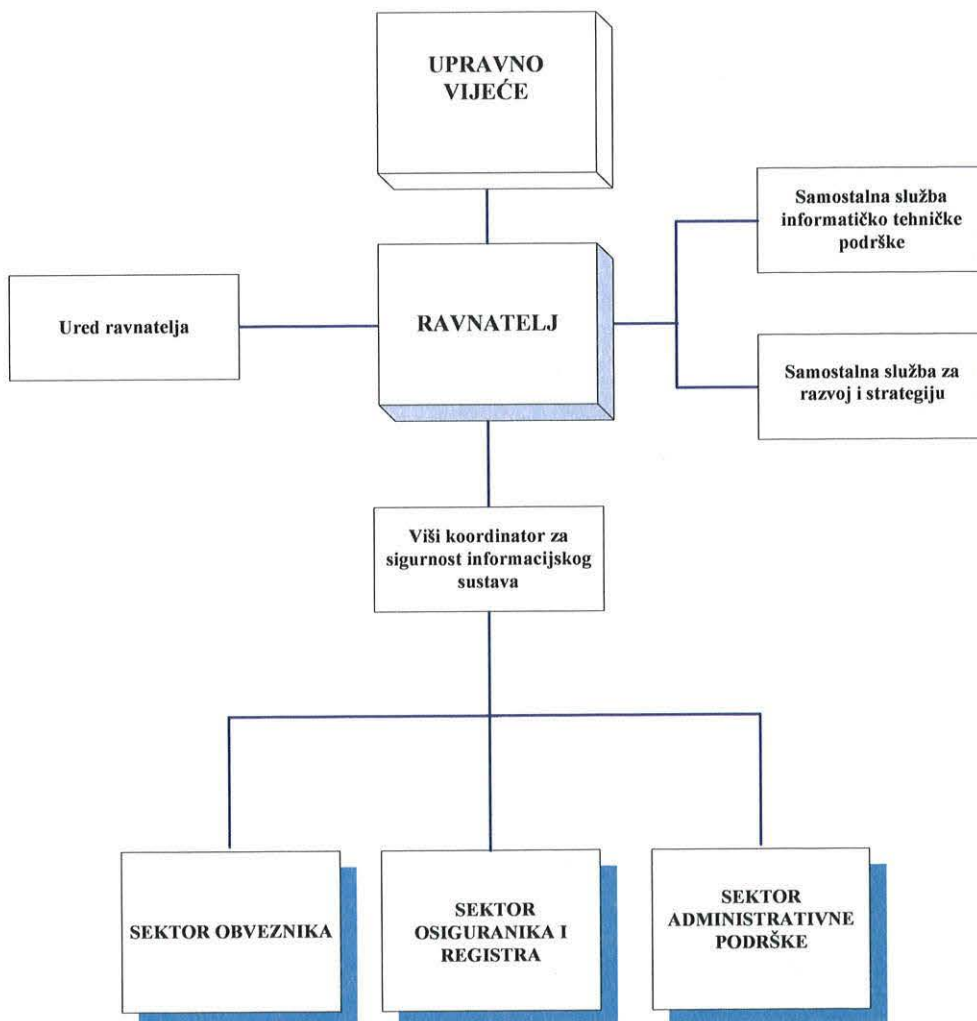 UPRAVNO
VIJEĆE
Samostalna služba
informatičko tehničke
podrške
Ured ravnatelja
RAVNATELJ
Samostalna služba za
razvoj i strategiju
Viši koordinator za
sigurnost informacijskog
sustava
SEKTOR OBVEZNIKA
SEKTOR
OSIGURANIKA I
REGISTRA
SEKTOR
ADMINISTRATIVNE
PODRŠKE